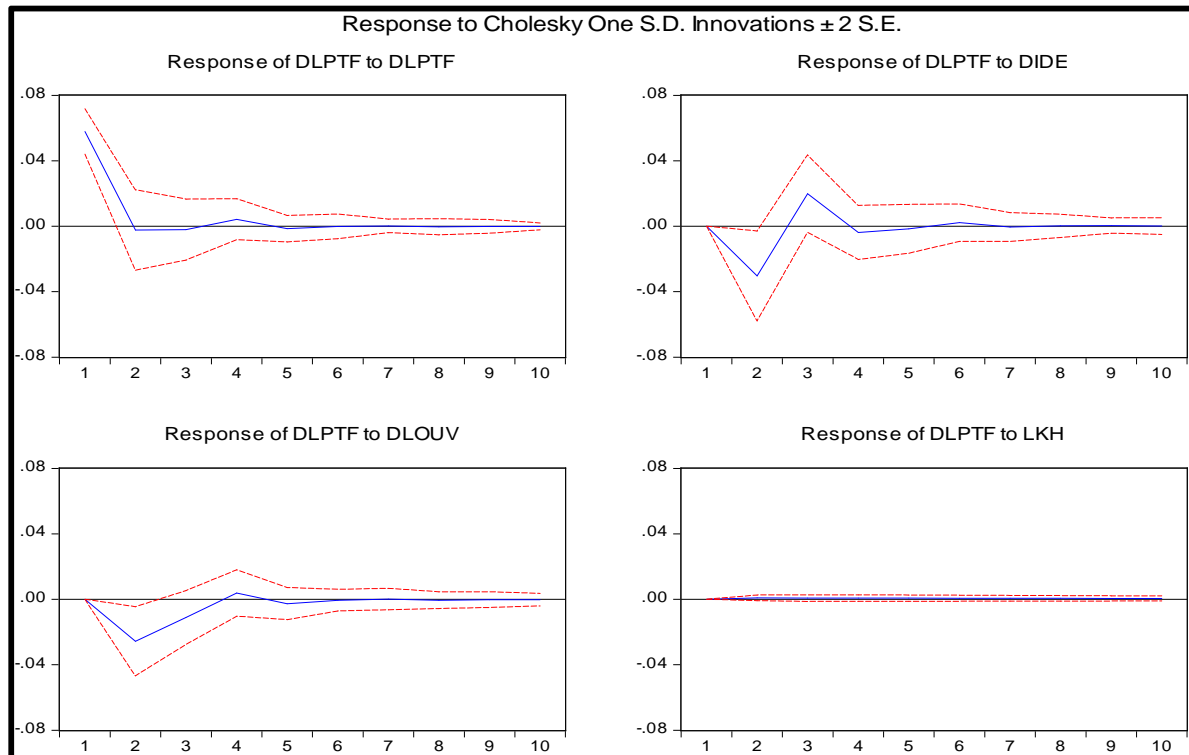 Response to Cholesky One S.D. Innovations ± 2 S.E.
Response of DLPTF to DLPTF
.08
.04
.00
-.04
-.08
1 2 3 4 5 6 7 8 9 10
Response of DLPTF to DIDE
.08
.04
.00
-.04
-.08
1 2 3 4 5 6 7 8 9 10
Response of DLPTF to DLOUV
.08
.04
.00
-.04
-.08
1 2 3 4 5 6 7 8 9 10
Response of DLPTF to LKH
.08
.04
.00
-.04
-.08
1 2 3 4 5 6 7 8 9 10